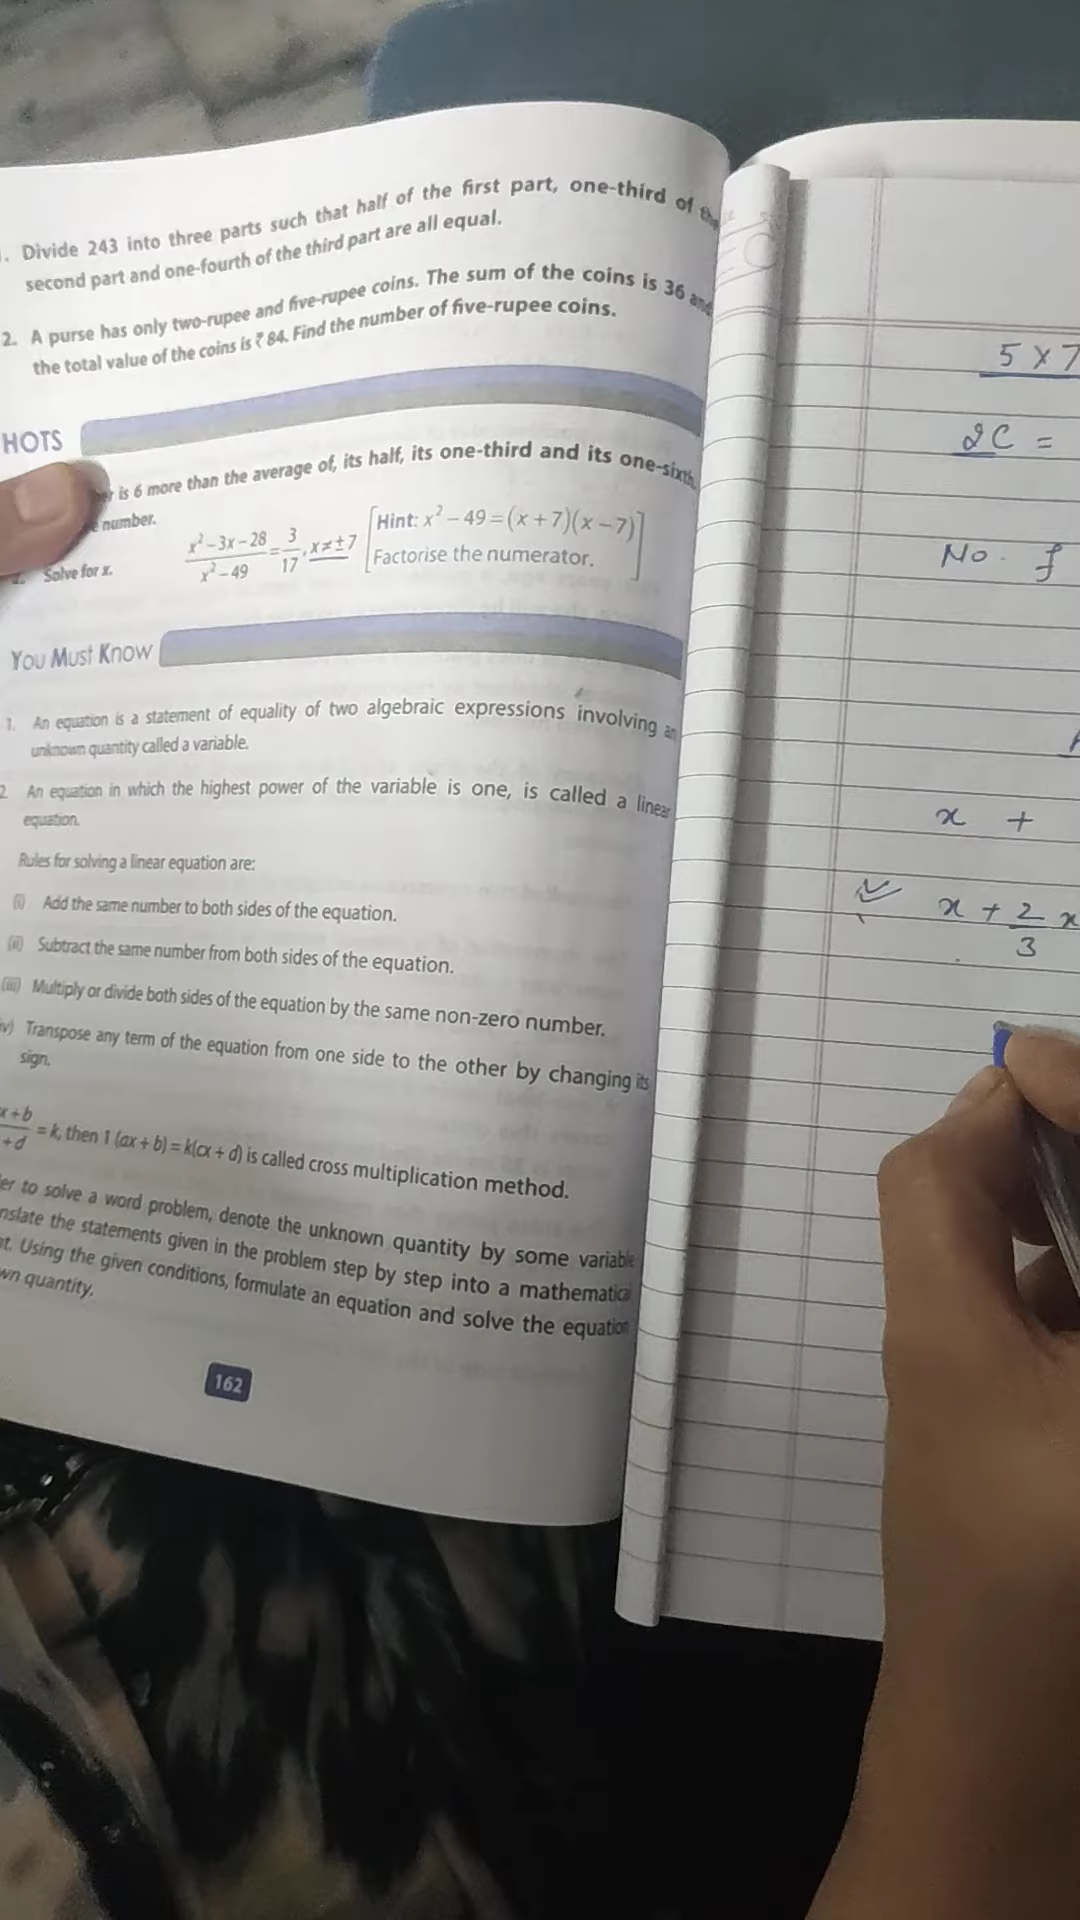 . Divide 243 into three parts such that half of the first part, one-third of
second part and one-fourth of the third part are all equal.
2. A purse has only two-rupee and five-rupee coins. The sum of the coins is 36 and
the total value of the coins is ₹ 84. Find the number of five-rupee coins.
HOTS
is 6 more than the average of, its half, its one-third and its one-sixth.
number.
Solve for x. x² – 3x – 28 / x² – 49 = 3 / 17 , x ≠ ± 7 [Hint: x² – 49 = (x + 7)(x – 7)
Factorise the numerator.]
You Must Know
1. An equation is a statement of equality of two algebraic expressions involving an
unknown quantity called a variable.
2 An equation in which the highest power of the variable is one, is called a linear
equation.
Rules for solving a linear equation are:
(i) Add the same number to both sides of the equation.
(ii) Subtract the same number from both sides of the equation.
(iii) Multiply or divide both sides of the equation by the same non-zero number.
iv) Transpose any term of the equation from one side to the other by changing its
sign.
x + b / + d = k, then 1 (ax + b) = k(cx + d) is called cross multiplication method.
er to solve a word problem, denote the unknown quantity by some variable
nslate the statements given in the problem step by step into a mathematical
t. Using the given conditions, formulate an equation and solve the equation
wn quantity.
162
5 x 7
2C =
No.
x +
x + 2/3 x